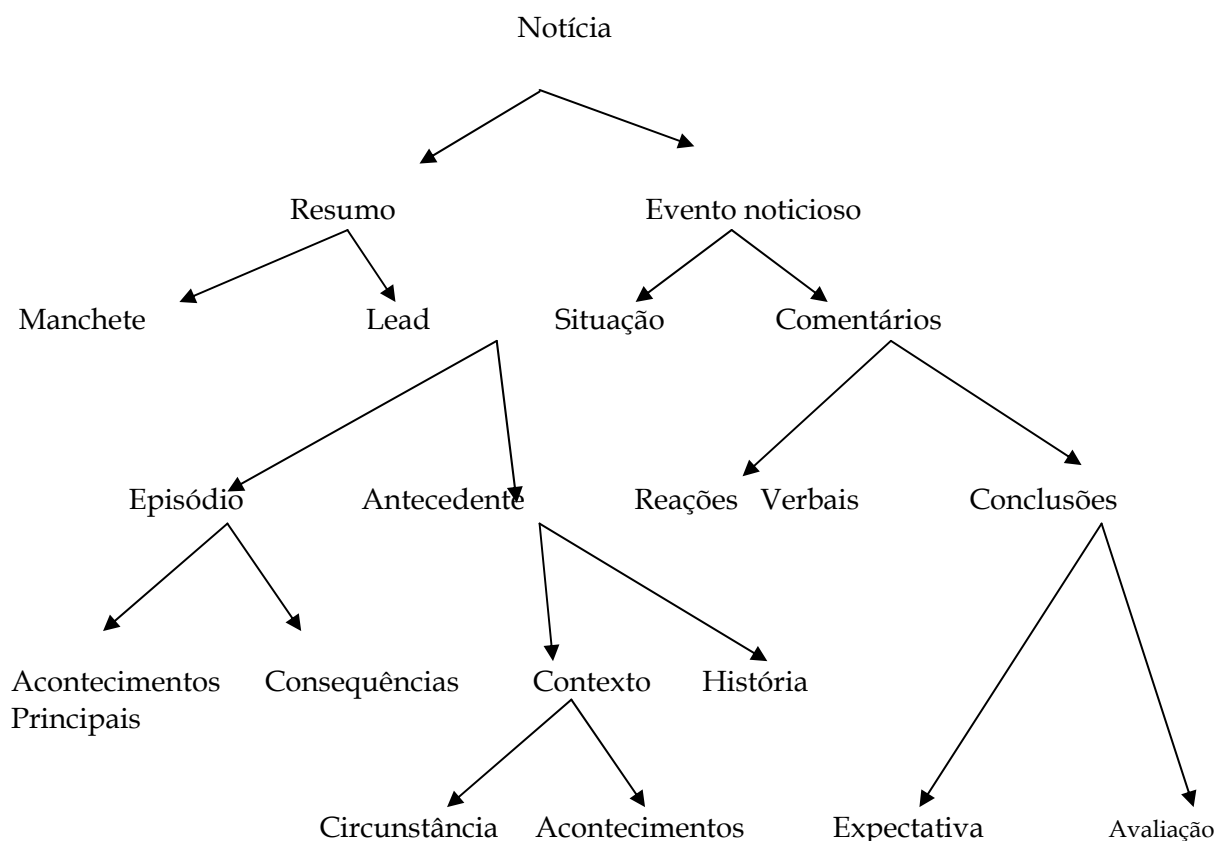 Notícia
Resumo Evento noticioso
Manchete Lead Situação Comentários
Episódio Antecedente Reações Verbais Conclusões
Acontecimentos Consequências Contexto História
Principais
Circunstância Acontecimentos Expectativa Avaliação